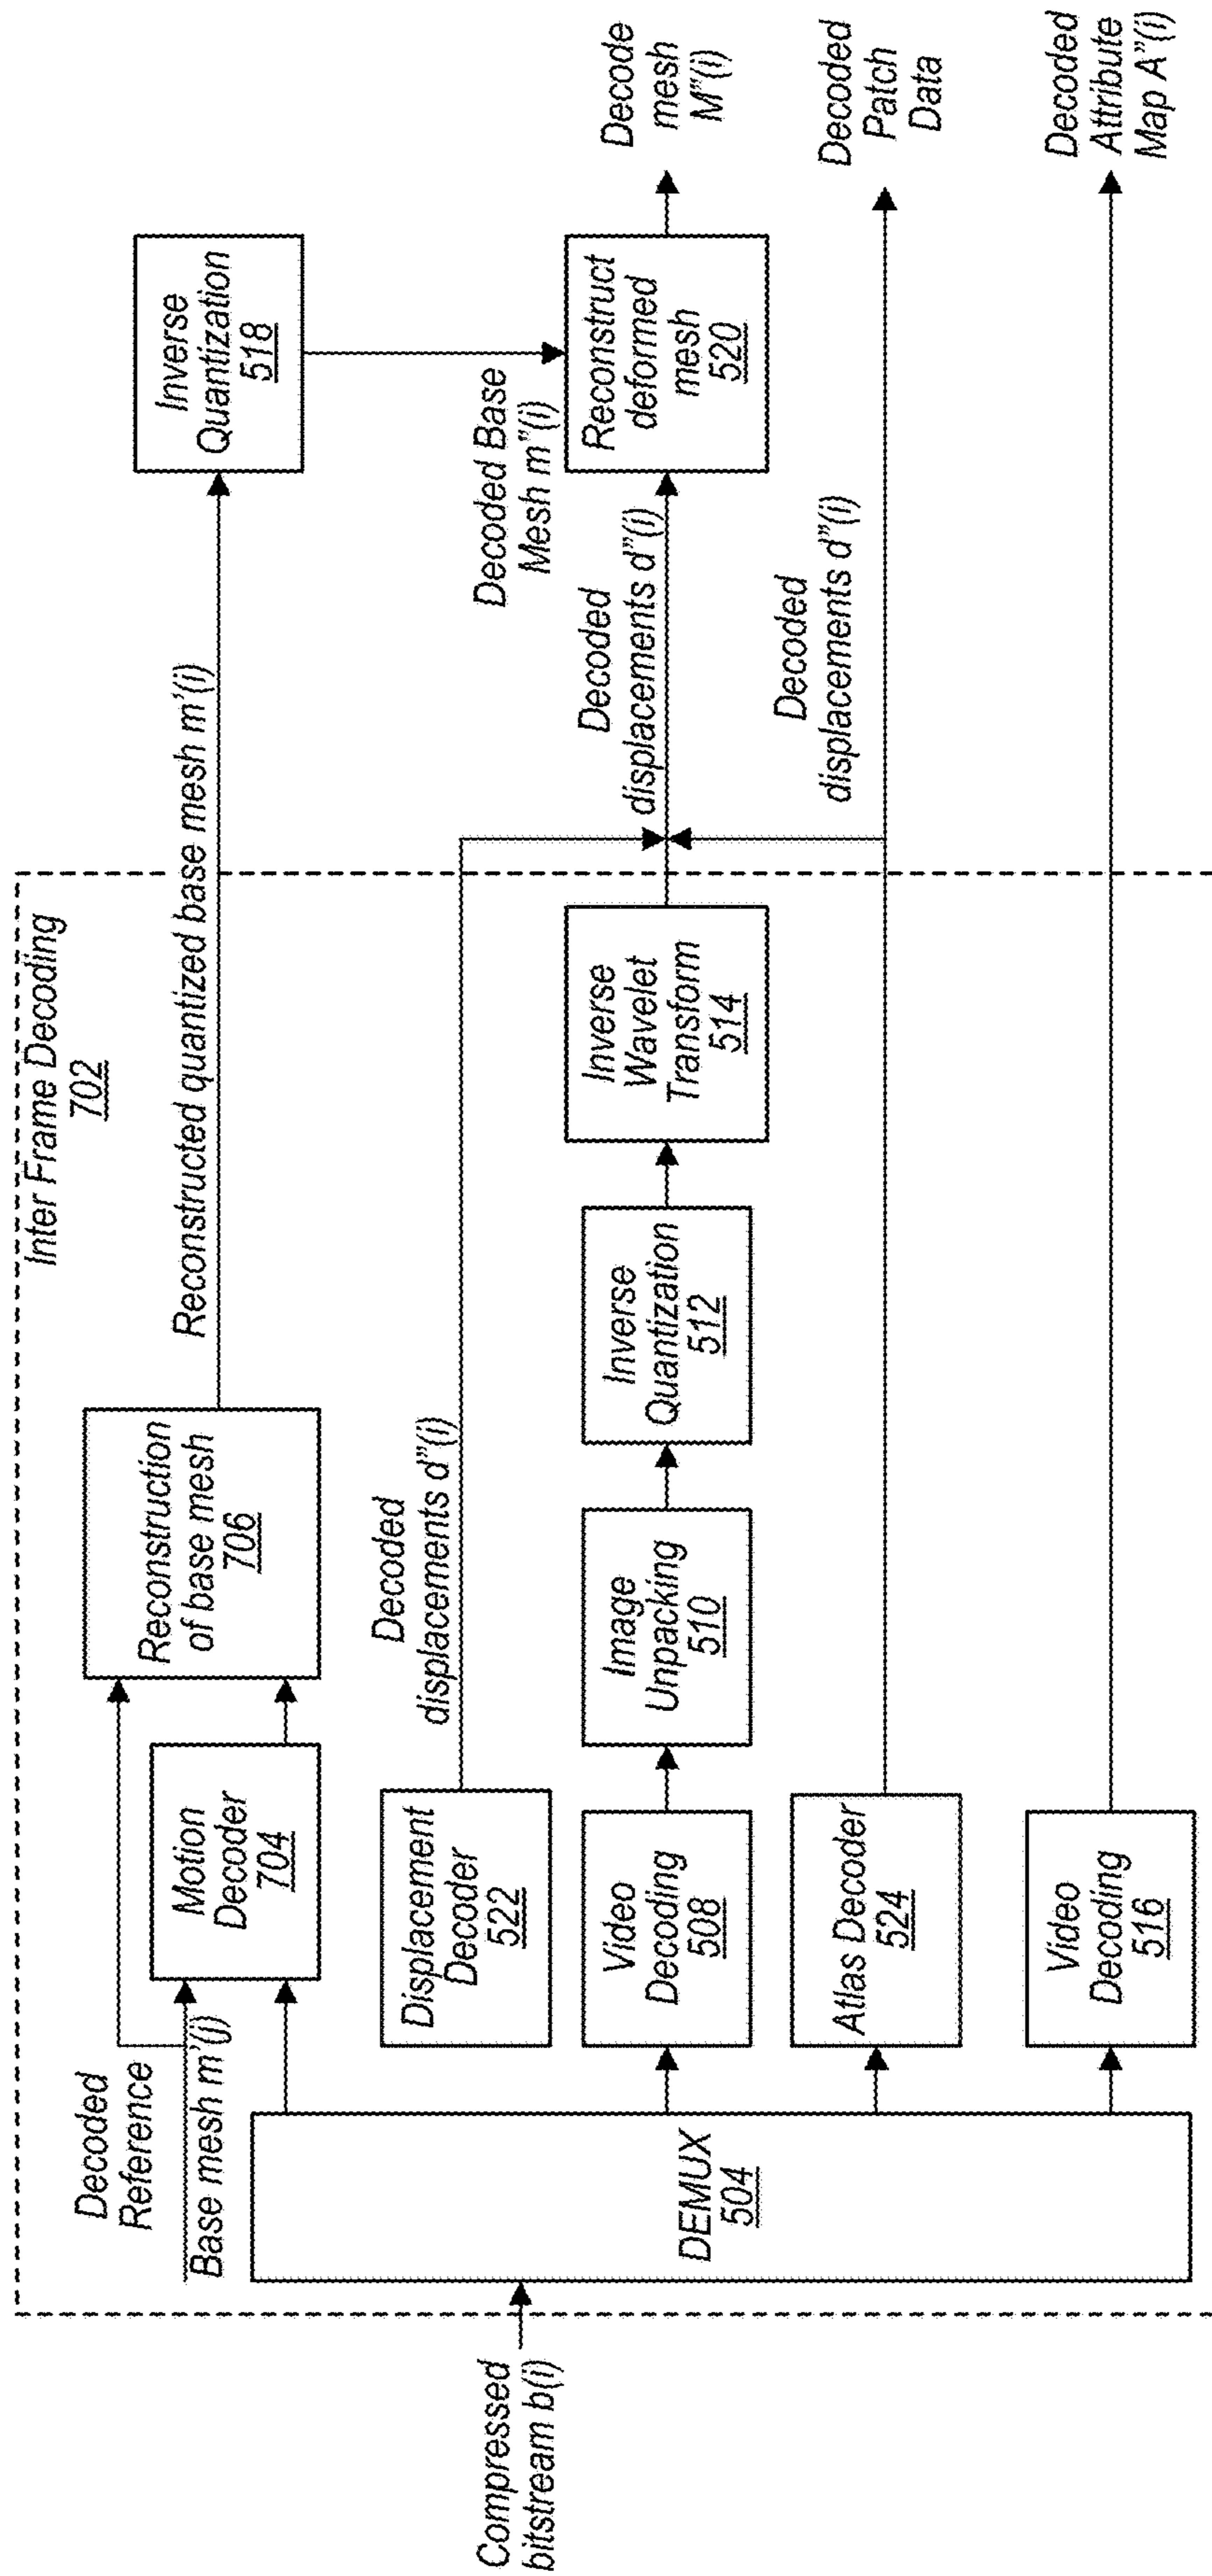 Inter Frame Decoding
702
Compressed
bitstream b(i)
DEMUX
504
Decoded
Reference
Base mesh m'(j)
Motion
Decoder
704
Reconstruction
of base mesh
706
Reconstructed quantized base mesh m'(i)
Inverse
Quantization
518
Displacement
Decoder
522
Decoded
displacements d"(i)
Video
Decoding
508
Image
Unpacking
510
Inverse
Quantization
512
Inverse
Wavelet
Transform
514
Decoded Base
Mesh m"(i)
Decoded
displacements d"(i)
Reconstruct
deformed
mesh
520
Decode
mesh
M"(i)
Atlas Decoder
524
Decoded
displacements d"(i)
Decoded
Patch
Data
Video
Decoding
516
Decoded
Attribute
Map A"(i)